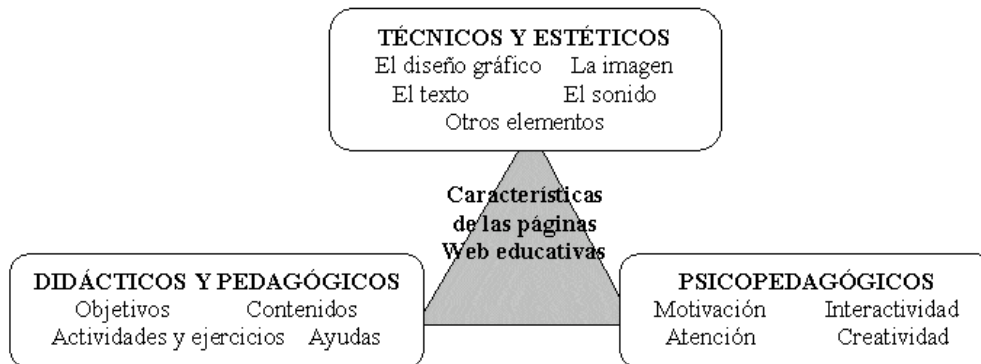 TÉCNICOS Y ESTÉTICOS
El diseño gráfico La imagen
El texto El sonido
Otros elementos
Característícas
de las páginas
Web educativas
DIDÁCTICOS Y PEDAGÓGICOS
Objetivos Contenidos
Actividades y ejercicios Ayudas
PSICOPEDAGÓGICOS
Motivación Interactividad
Atención Creatividad